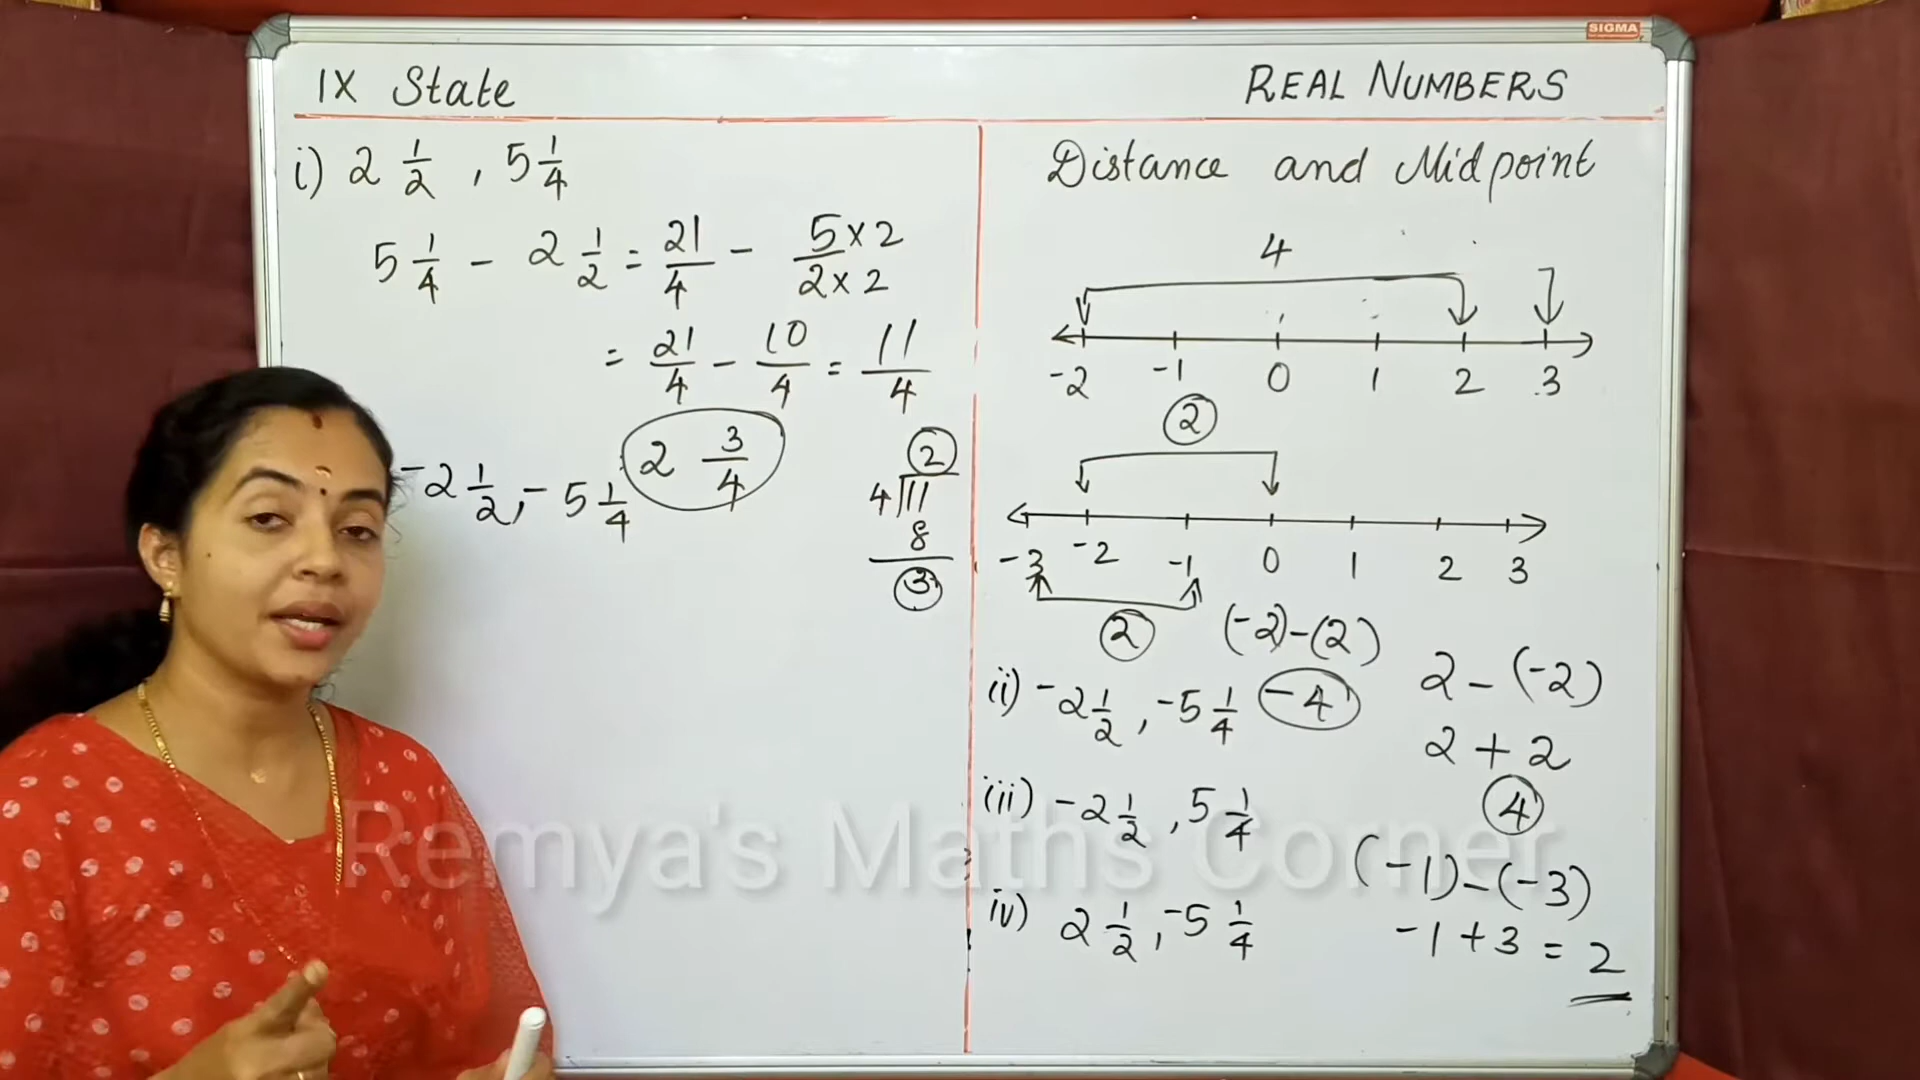 SIGMA
IX State
REAL NUMBERS
i) 2 1/2 , 5 1/4
5 1/4 - 2 1/2 = 21/4 - 5×2/2×2
= 21/4 - 10/4 = 11/4
2 3/4
2
4 11
8
3
-2 1/2, -5 1/4
Distance and Midpoint
4
-2 -1 0 1 2 3
2
-3 -2 -1 0 1 2 3
2
(-2)-(2)
-4
2-(-2)
2+2
4
ii) -2 1/2, -5 1/4
iii) -2 1/2, 5 1/4
iv) 2 1/2, -5 1/4
(-1)-(-3)
-1+3 = 2
Remya's Maths Corner